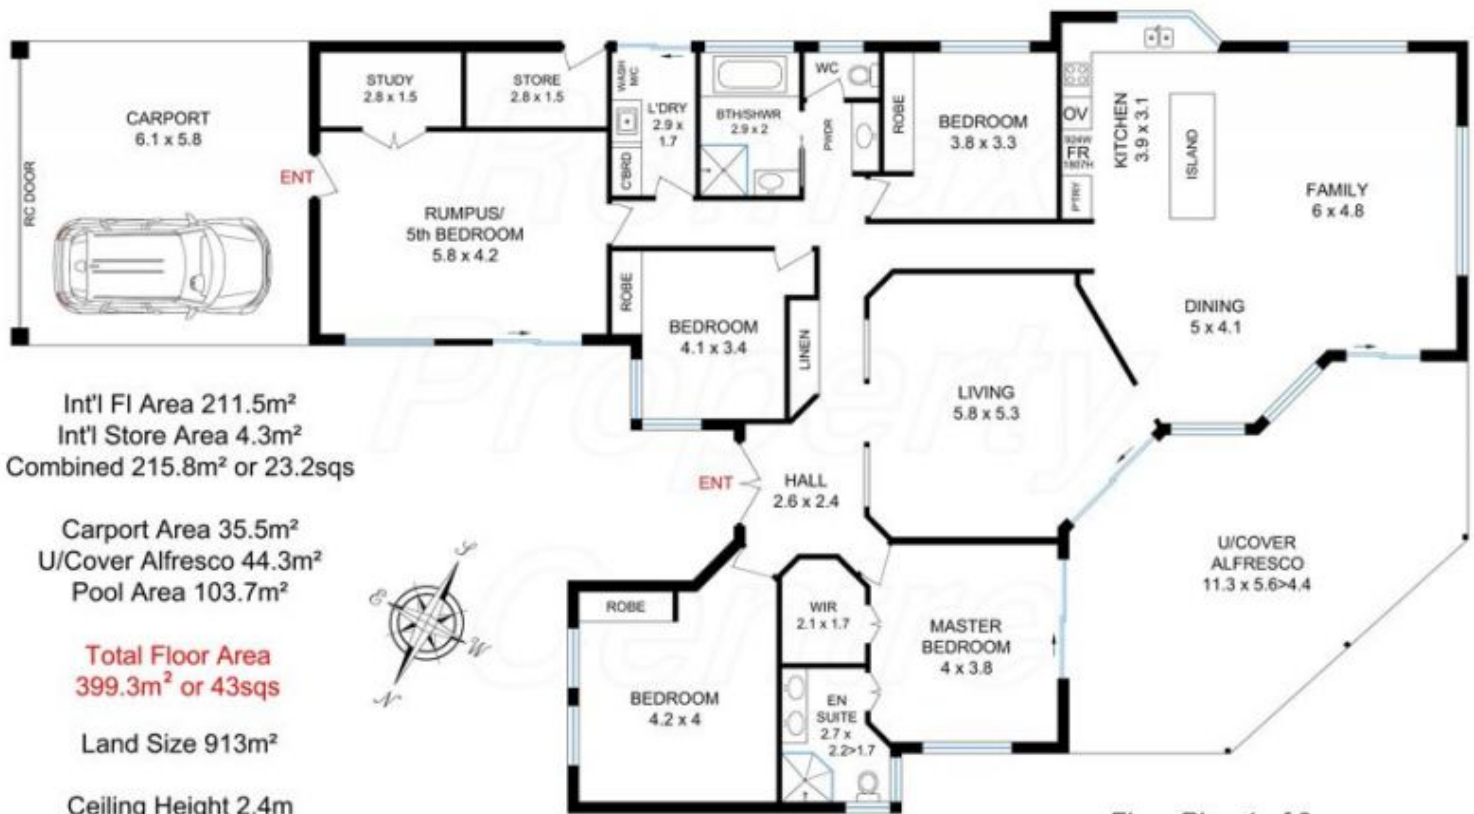 CARPORT
6.1 x 5.8
RC DOOR
ENT
STUDY
2.8 x 1.5
STORE
2.8 x 1.5
WASH
M/C
L'DRY
2.9 x
1.7
C'BRD
BTH/SHWR
2.9 x 2
WC
PWDR
ROBE
BEDROOM
3.8 x 3.3
OV
924W
FR
1807H
PTRY
KITCHEN
3.9 x 3.1
ISLAND
FAMILY
6 x 4.8
RUMPUS/
5th BEDROOM
5.8 x 4.2
ROBE
BEDROOM
4.1 x 3.4
LINEN
DINING
5 x 4.1
LIVING
5.8 x 5.3
ENT
HALL
2.6 x 2.4
U/COVER
ALFRESCO
11.3 x 5.6>4.4
ROBE
BEDROOM
4.2 x 4
WIR
2.1 x 1.7
MASTER
BEDROOM
4 x 3.8
EN
SUITE
2.7 x
2.2>1.7
Int'l Fl Area 211.5m²
Int'l Store Area 4.3m²
Combined 215.8m² or 23.2sqs
Carport Area 35.5m²
U/Cover Alfresco 44.3m²
Pool Area 103.7m²
Total Floor Area
399.3m² or 43sqs
Land Size 913m²
Ceiling Height 2.4m
S
E
W
N
Property
Centre